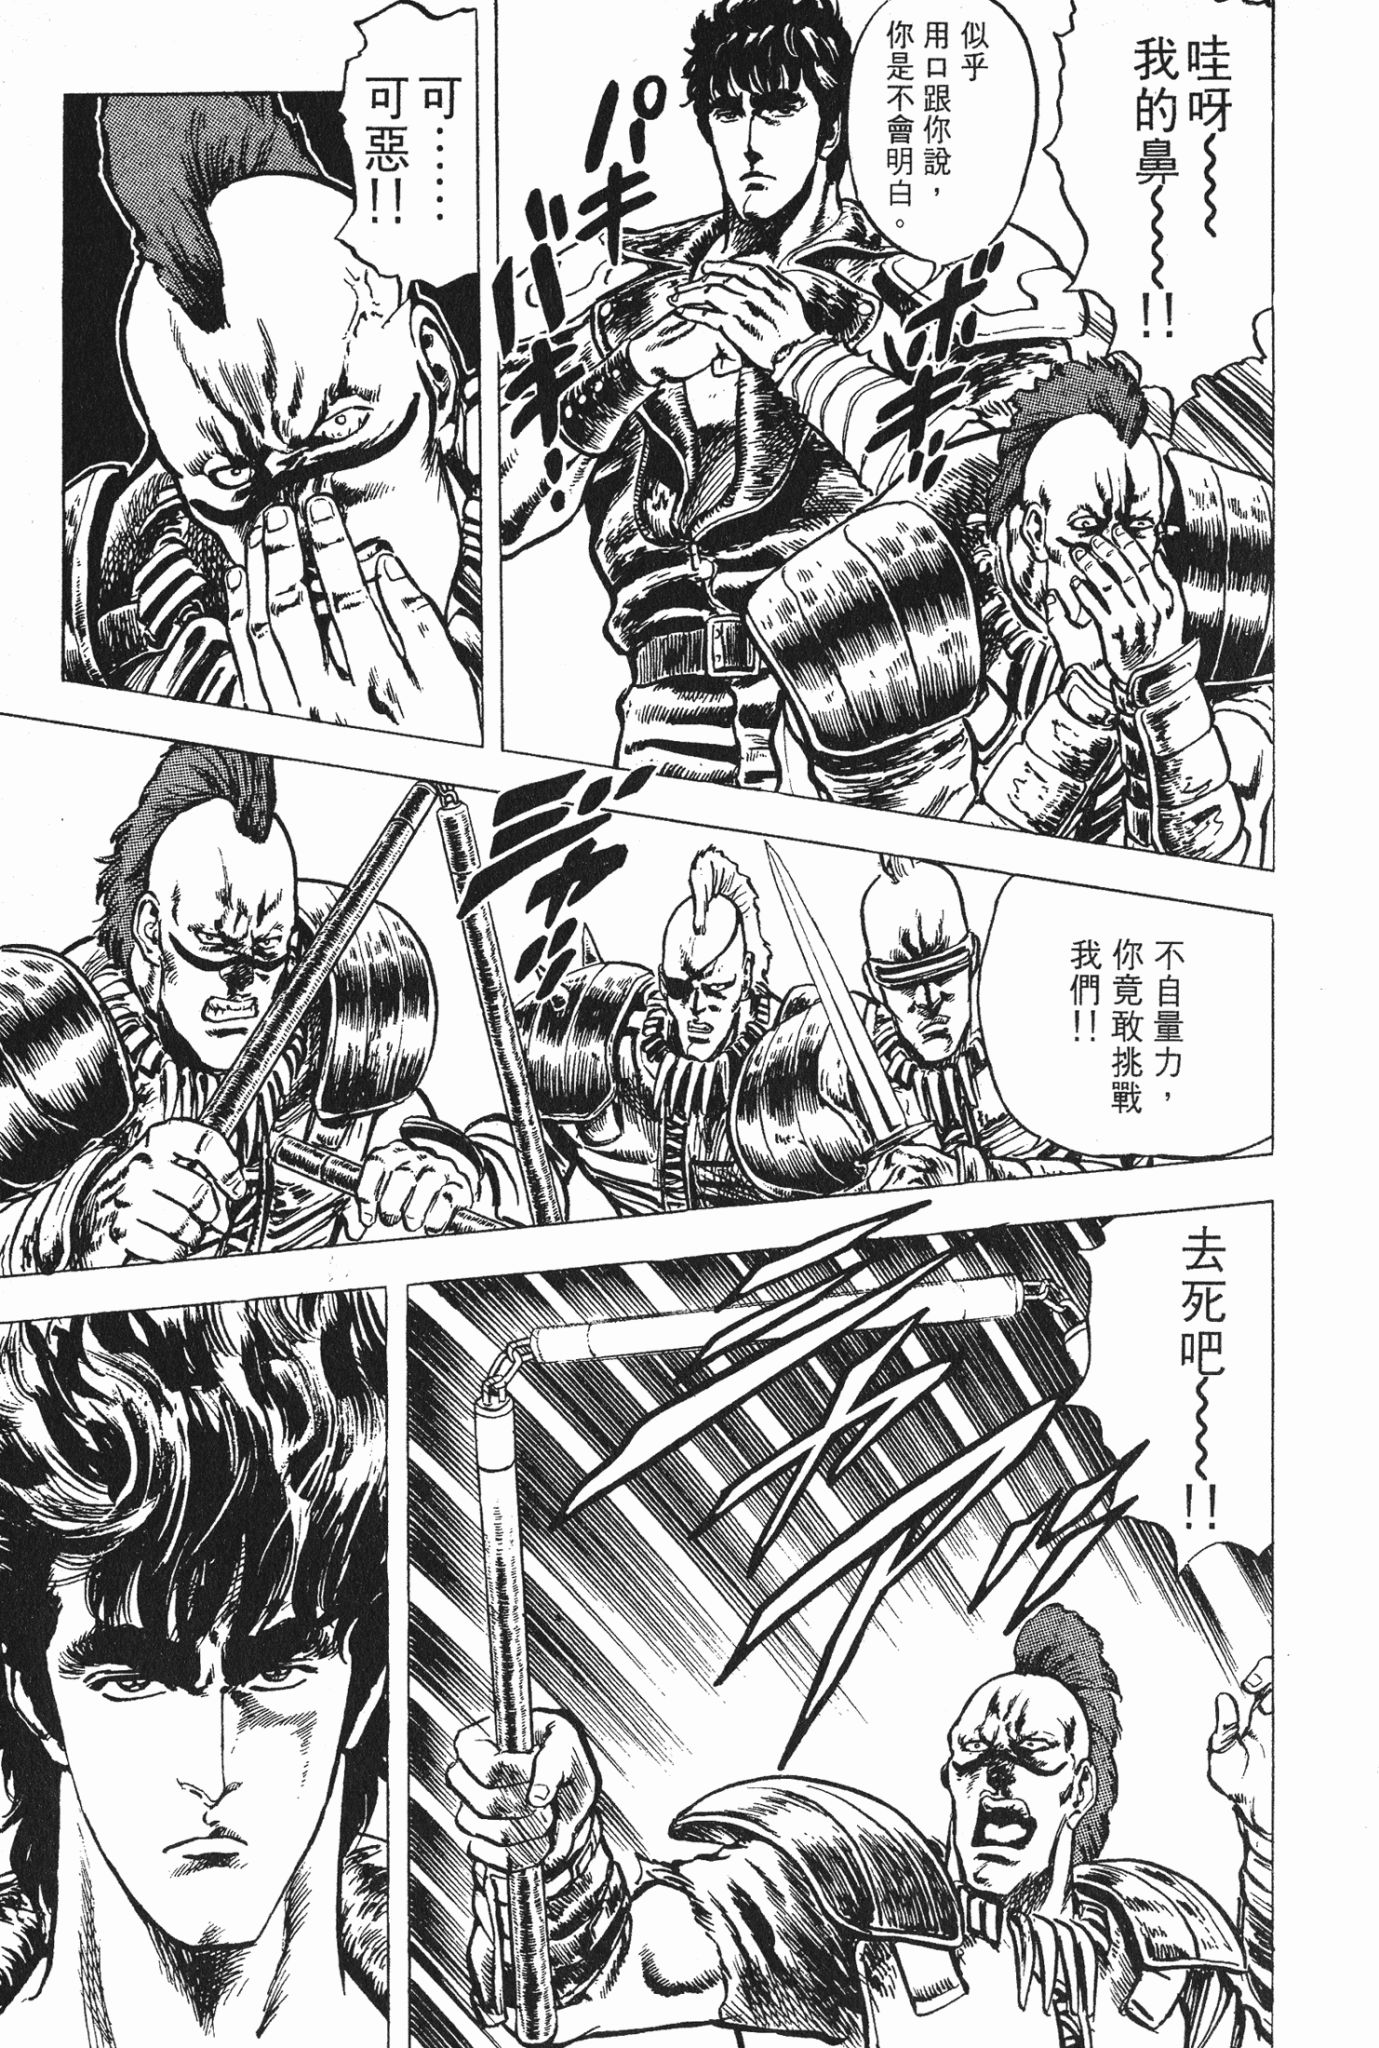 哇呀～～
我的鼻～～!!
似乎
用口跟你說，
你是不會明白。
ボキ
パキ
バキ
可……
可惡!!
不自量力，
你竟敢挑戰
我們!!
ジャ
去死吧～～!!